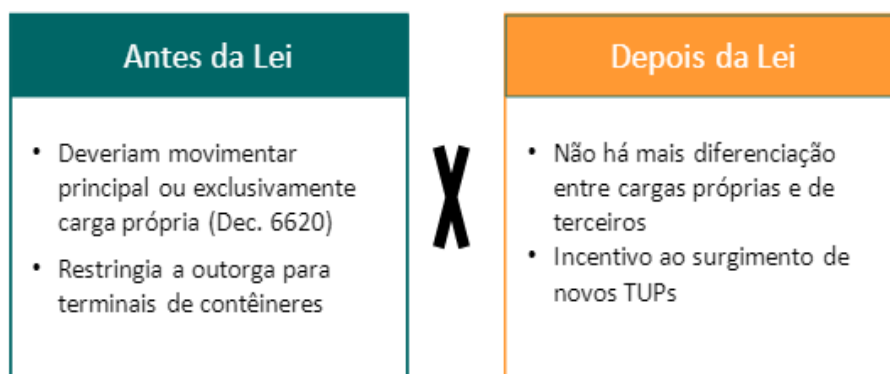 Antes da Lei
• Deveriam movimentar
principal ou exclusivamente
carga própria (Dec. 6620)
• Restringia a outorga para
terminais de contêineres
X
Depois da Lei
• Não há mais diferenciação
entre cargas próprias e de
terceiros
• Incentivo ao surgimento de
novos TUPs